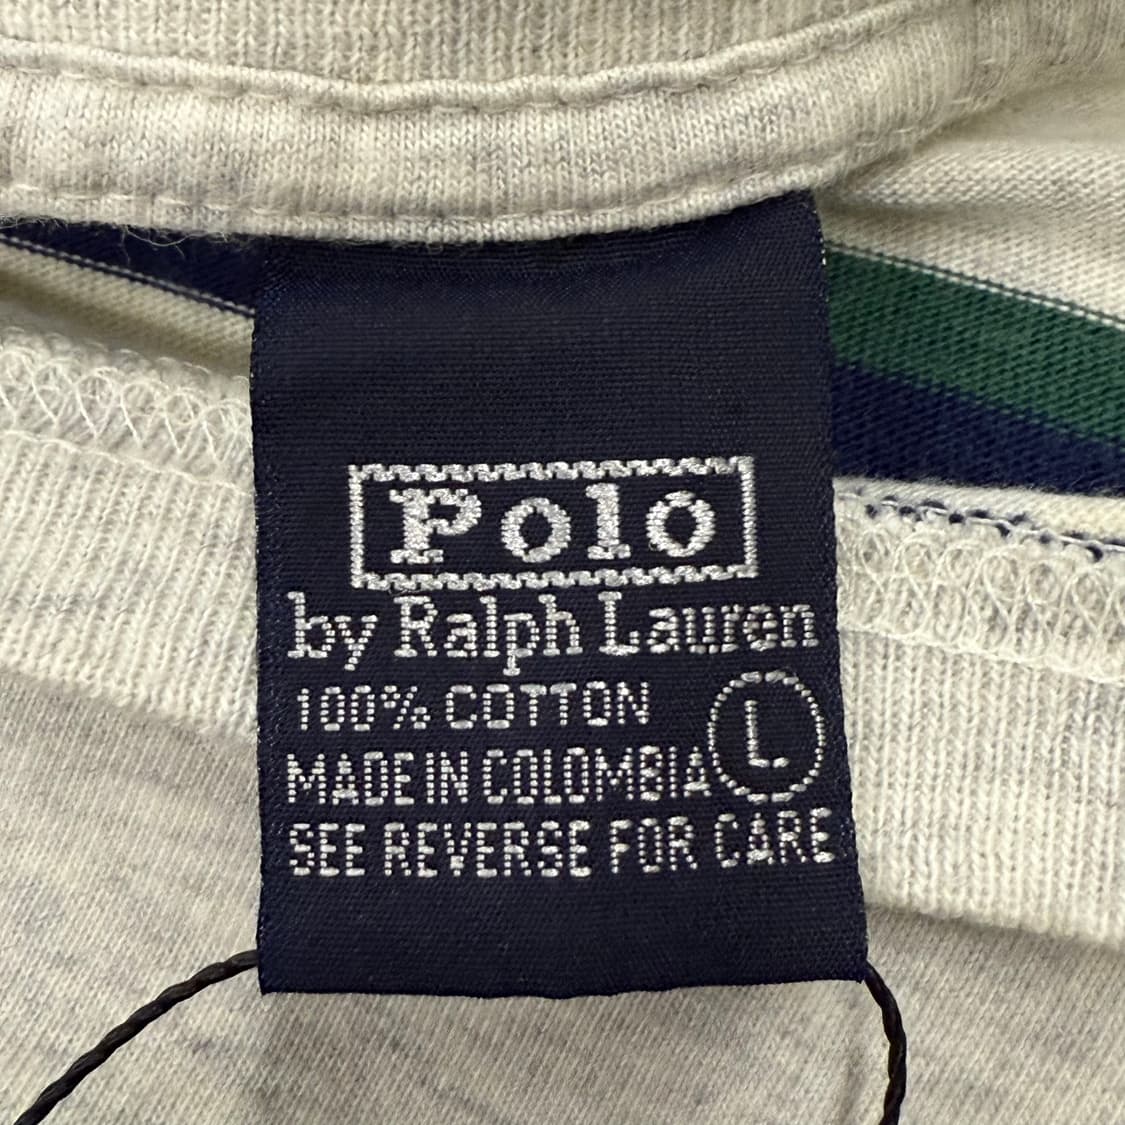 Polo
by Ralph Lauren
100% COTTON
MADE IN COLOMBIA
L
SEE REVERSE FOR CARE